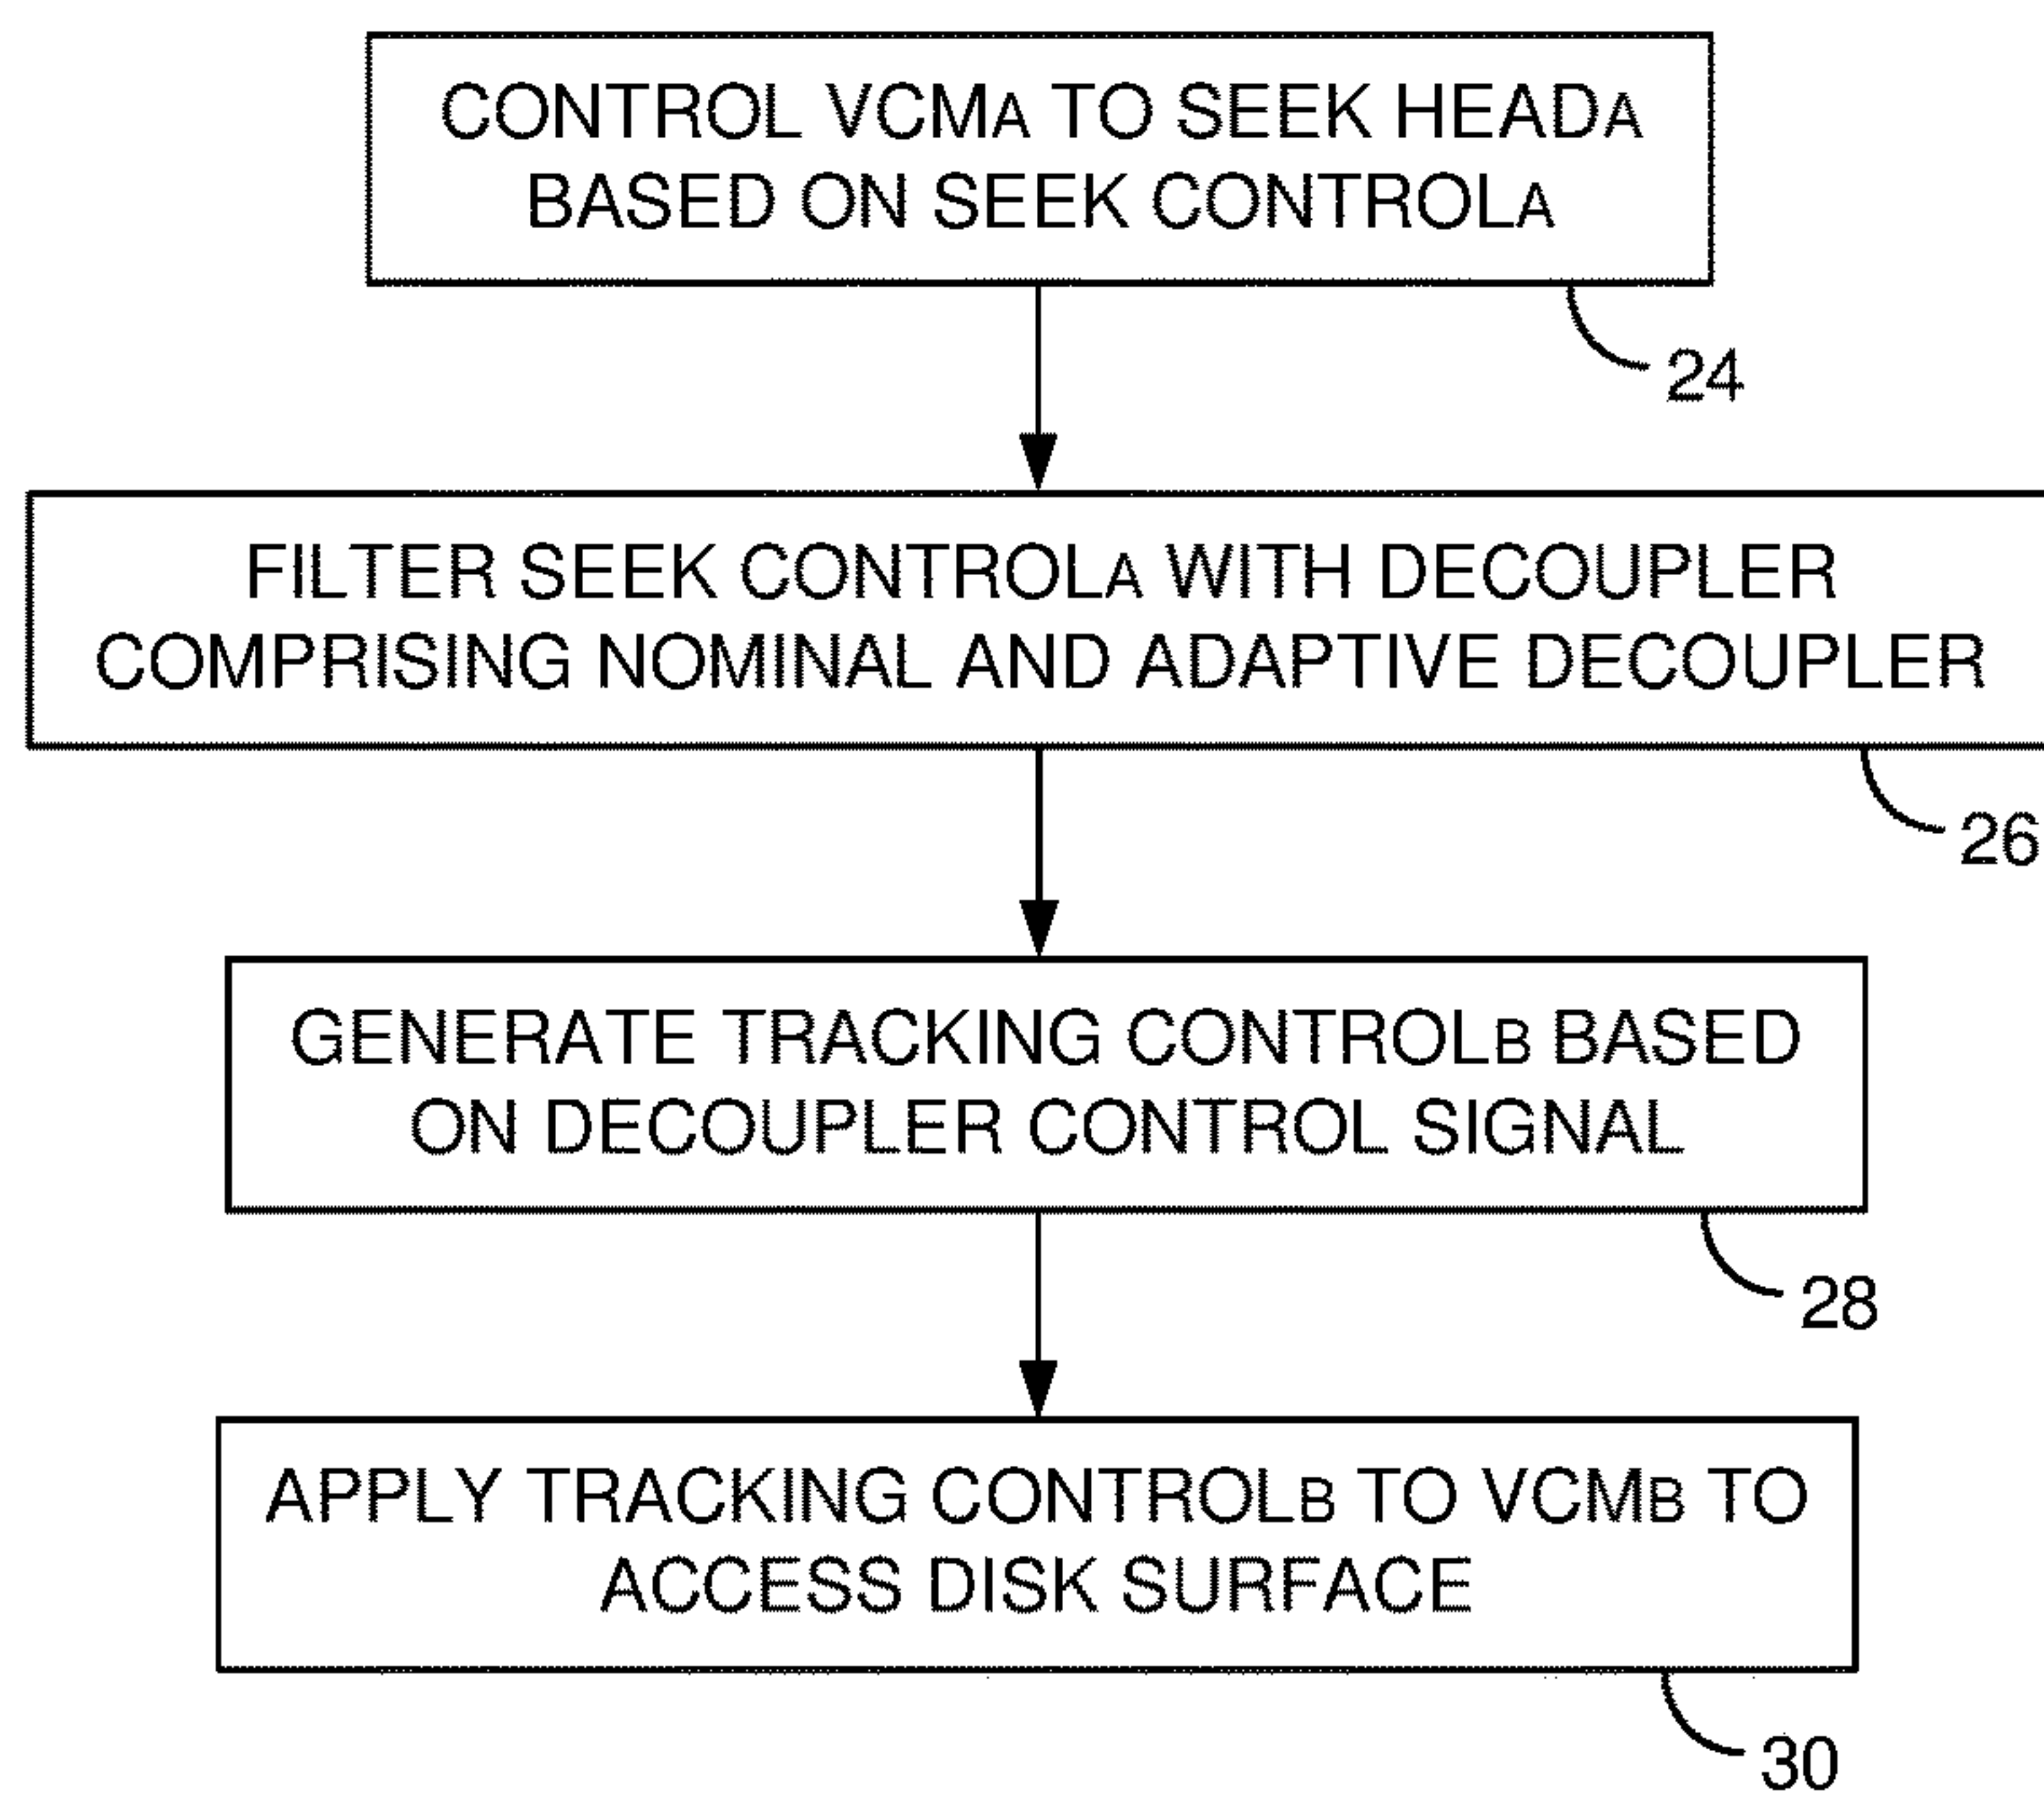 CONTROL VCMA TO SEEK HEADA
BASED ON SEEK CONTROLA
24
FILTER SEEK CONTROLA WITH DECOUPLER
COMPRISING NOMINAL AND ADAPTIVE DECOUPLER
26
GENERATE TRACKING CONTROLB BASED
ON DECOUPLER CONTROL SIGNAL
28
APPLY TRACKING CONTROLB TO VCMB TO
ACCESS DISK SURFACE
30